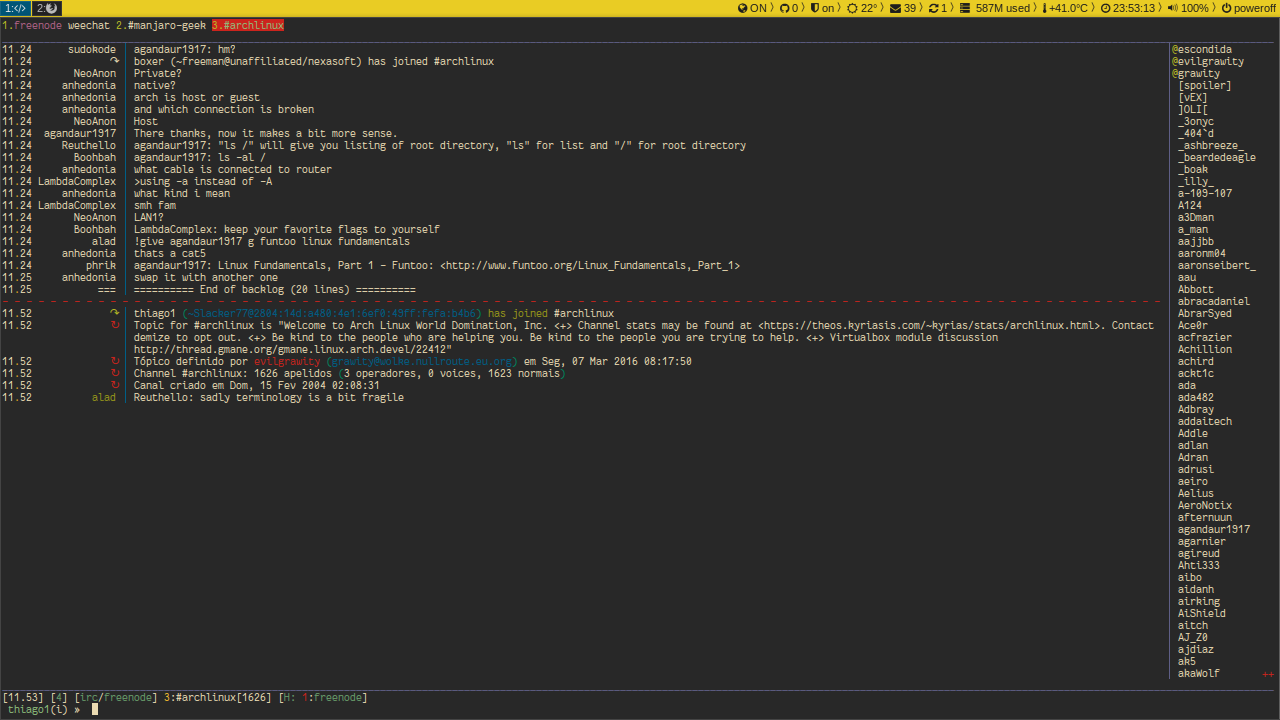 1: 2: ON ⟩ 0 ⟩ on ⟩ 22° ⟩ 39 ⟩ 1 ⟩ 587M used ⟩ +41.0°C ⟩ 23:53:13 ⟩ 100% ⟩ poweroff
1.freenode weechat 2.#manjaro-geek 3.#archlinux
11.24 sudokode │ agandaur1917: hm?
11.24 ↷ │ boxer (~freeman@unaffiliated/nexasoft) has joined #archlinux
11.24 NeoAnon │ Private?
11.24 anhedonia │ native?
11.24 anhedonia │ arch is host or guest
11.24 anhedonia │ and which connection is broken
11.24 NeoAnon │ Host
11.24 agandaur1917 │ There thanks, now it makes a bit more sense.
11.24 Reuthello │ agandaur1917: "ls /" will give you listing of root directory, "ls" for list and "/" for root directory
11.24 Boohbah │ agandaur1917: ls -al /
11.24 anhedonia │ what cable is connected to router
11.24 LambdaComplex │ >using -a instead of -A
11.24 anhedonia │ what kind i mean
11.24 LambdaComplex │ smh fam
11.24 NeoAnon │ LAN1?
11.24 Boohbah │ LambdaComplex: keep your favorite flags to yourself
11.24 alad │ !give agandaur1917 g funtoo linux fundamentals
11.24 anhedonia │ thats a cat5
11.24 phrik │ agandaur1917: Linux Fundamentals, Part 1 - Funtoo: <http://www.funtoo.org/Linux_Fundamentals,_Part_1>
11.25 anhedonia │ swap it with another one
11.25 === │ ========== End of backlog (20 lines) ==========
11.52 ↷ │ thiago1 (~Slacker7702804:14d:a480:4e1:6ef0:49ff:fefa:b4b6) has joined #archlinux
11.52 ↻ │ Topic for #archlinux is "Welcome to Arch Linux World Domination, Inc. <+> Channel stats may be found at <https://theos.kyriasis.com/~kyrias/stats/archlinux.html>. Contact
demize to opt out. <+> Be kind to the people who are helping you. Be kind to the people you are trying to help. <+> Virtualbox module discussion
http://thread.gmane.org/gmane.linux.arch.devel/22412"
11.52 ↻ │ Tópico definido por evilgrawity (grawity@wolke.nullroute.eu.org) em Seg, 07 Mar 2016 08:17:50
11.52 ↻ │ Channel #archlinux: 1626 apelidos (3 operadores, 0 voices, 1623 normais)
11.52 ↻ │ Canal criado em Dom, 15 Fev 2004 02:08:31
11.52 alad │ Reuthello: sadly terminology is a bit fragile
@escondida
@evilgrawity
@grawity
[spoiler]
[vEX]
]OLI[
_3onyc
_404`d
_ashbreeze_
_beardedeagle
_boak
_illy_
a-109-107
A124
a3Dman
a_man
aajjbb
aaronm04
aaronseibert_
aau
Abbott
abracadaniel
AbrarSyed
Ace0r
acfrazier
Achillion
achird
ackt1c
ada
ada482
Adbray
addaitech
Addle
adlan
Adran
adrusi
aeiro
Aelius
AeroNotix
afternuun
agandaur1917
agarnier
agireud
Ahti333
aibo
aidanh
airking
AiShield
aitch
AJ_Z0
ajdiaz
ak5
akaWolf ++
[11.53] [4] [irc/freenode] 3:#archlinux[1626] [H: 1:freenode]
thiago1(i) »